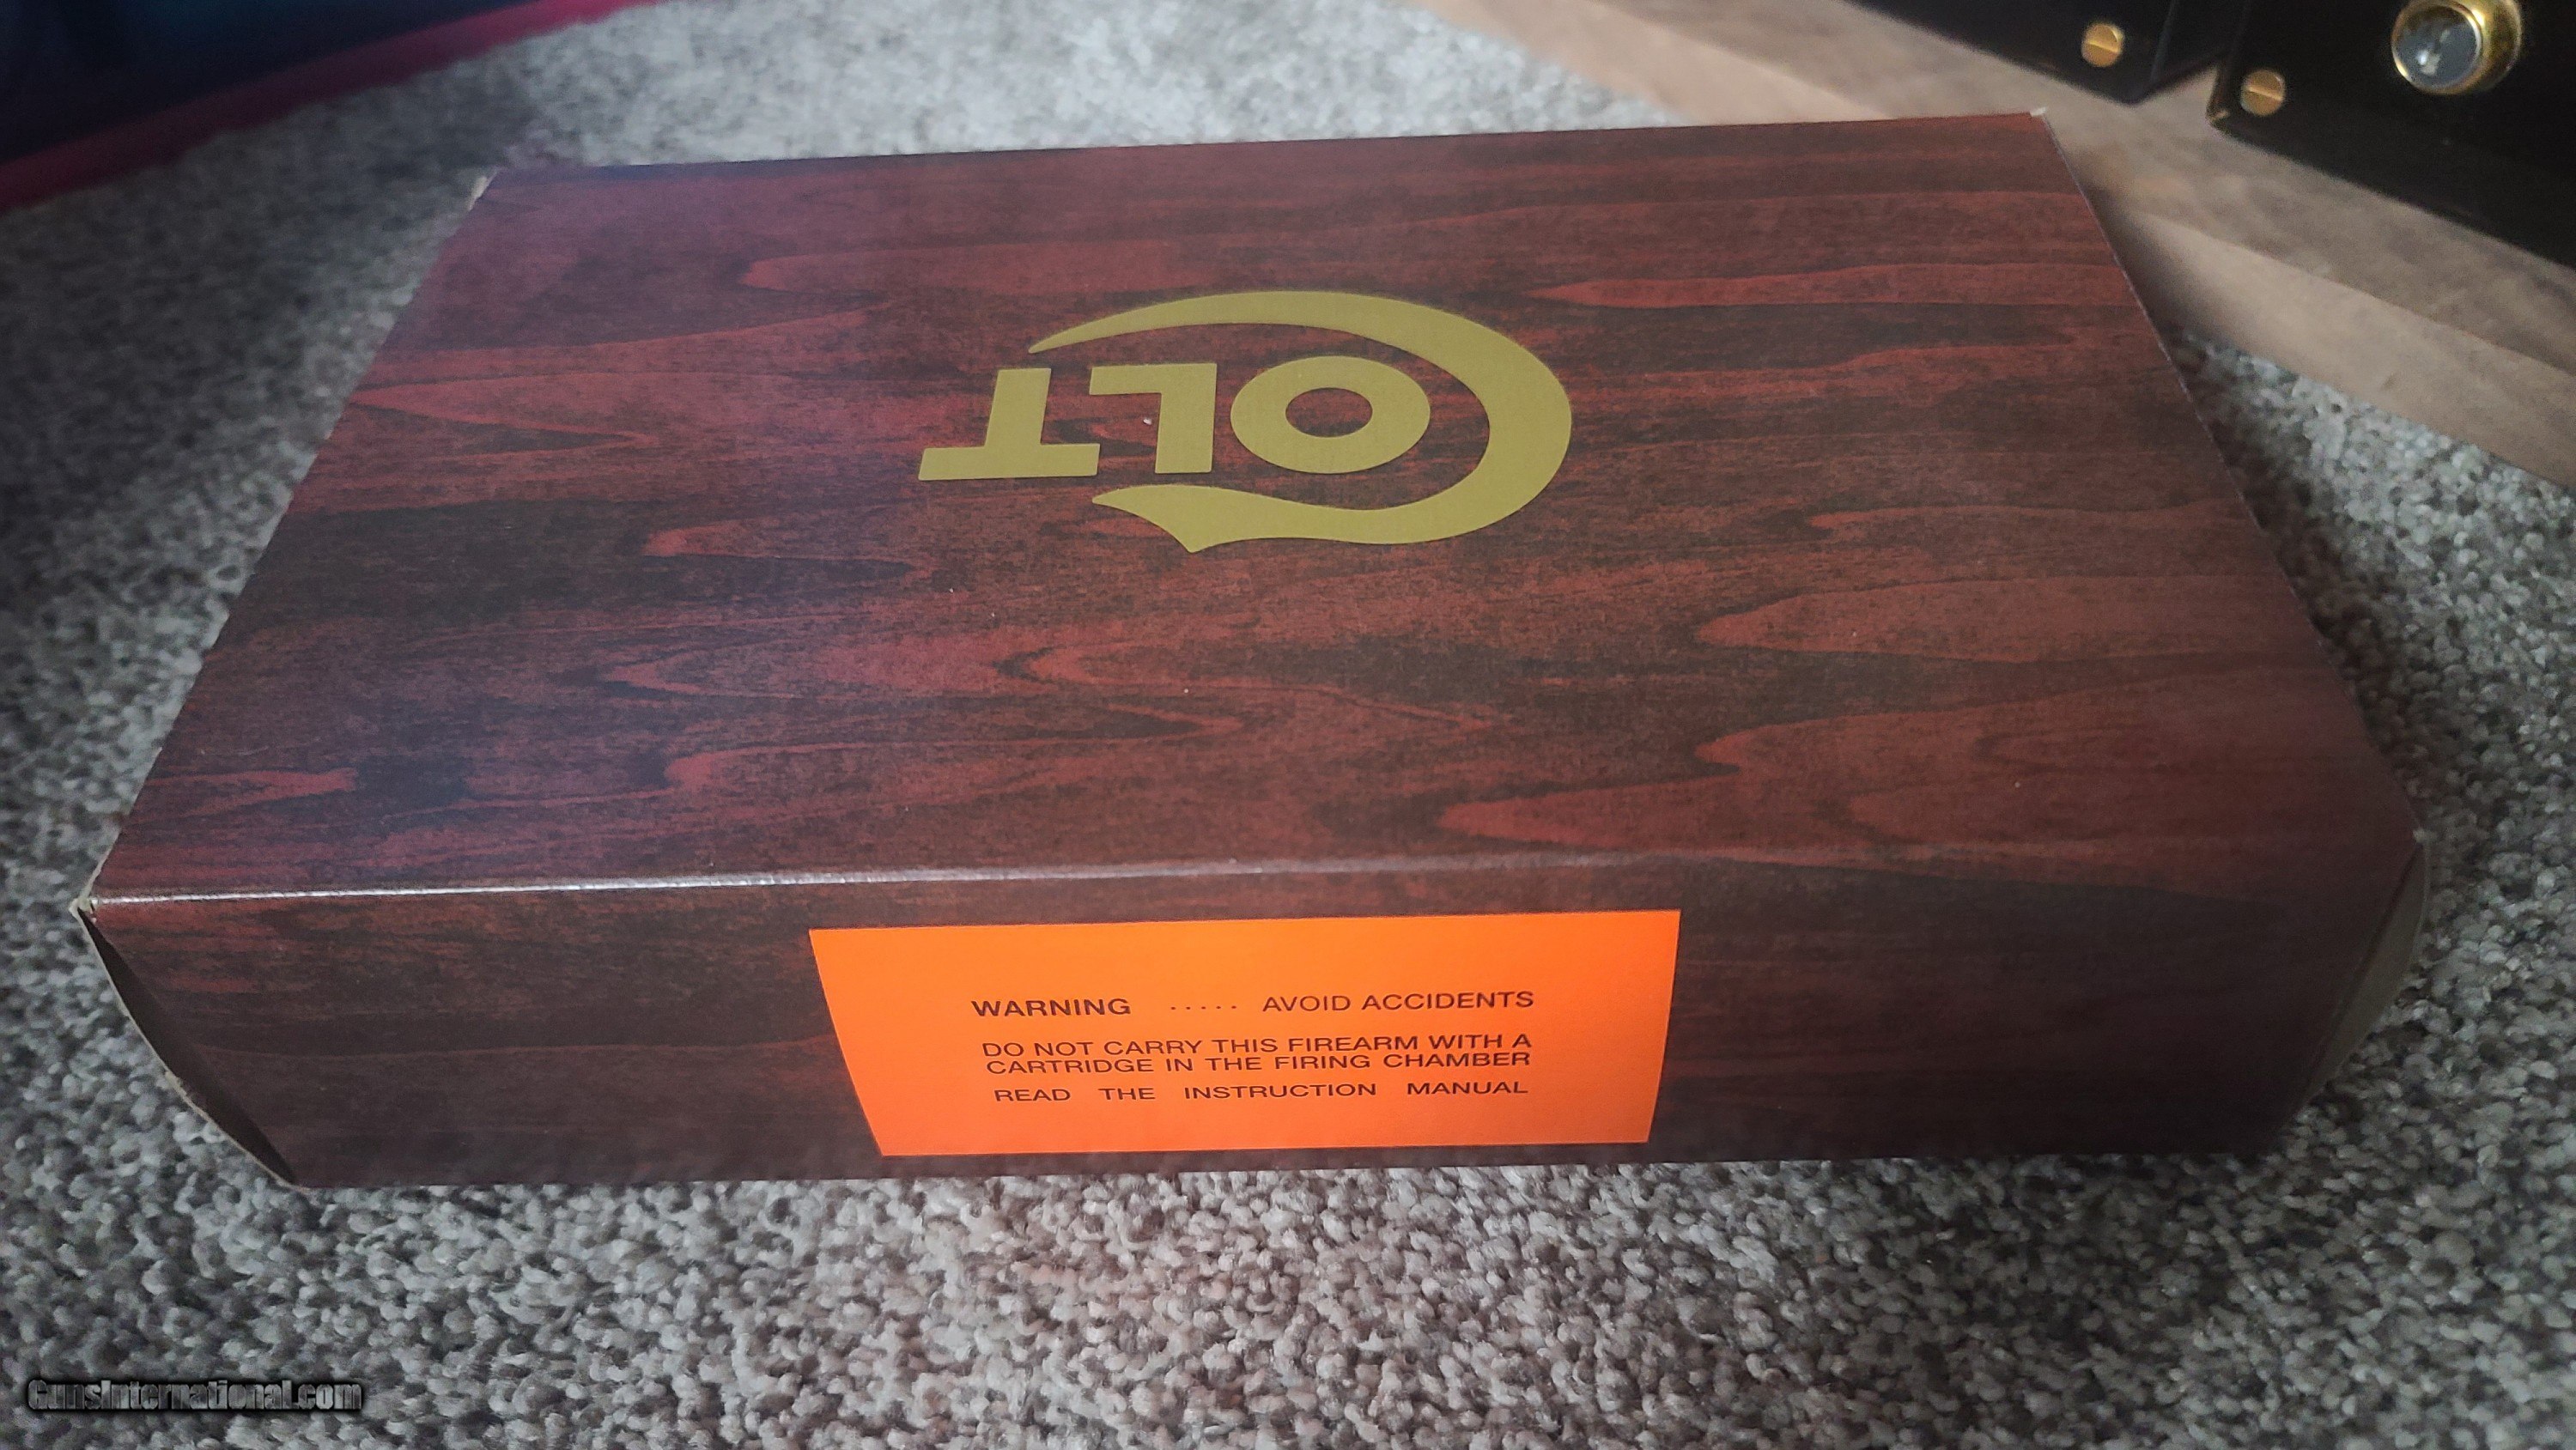 COLT
WARNING ..... AVOID ACCIDENTS
DO NOT CARRY THIS FIREARM WITH A
CARTRIDGE IN THE FIRING CHAMBER
READ THE INSTRUCTION MANUAL
GunsInternational.com